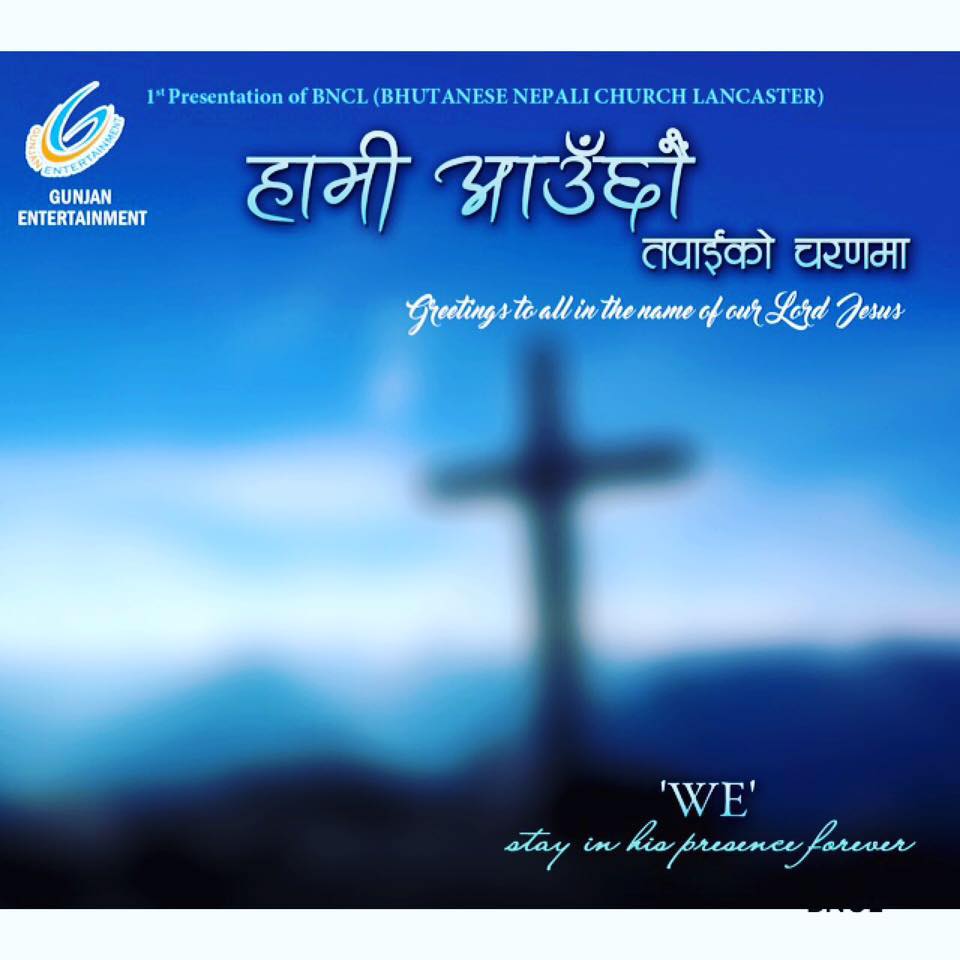 1st Presentation of BNCL (BHUTANESE NEPALI CHURCH LANCASTER)
GUNJAN ENTERTAINMENT
GUNJAN
ENTERTAINMENT
हामी आउँछौं
तपाईको चरणमा
Greetings to all in the name of our Lord Jesus
'WE'
stay in his presence forever